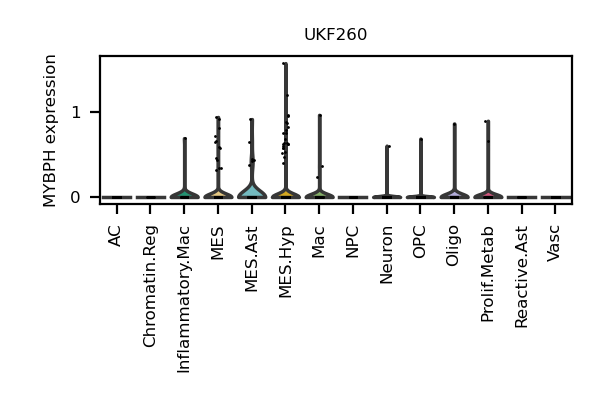 UKF260
MYBPH expression
1
0
AC
Chromatin.Reg
Inflammatory.Mac
MES
MES.Ast
MES.Hyp
Mac
NPC
Neuron
OPC
Oligo
Prolif.Metab
Reactive.Ast
Vasc